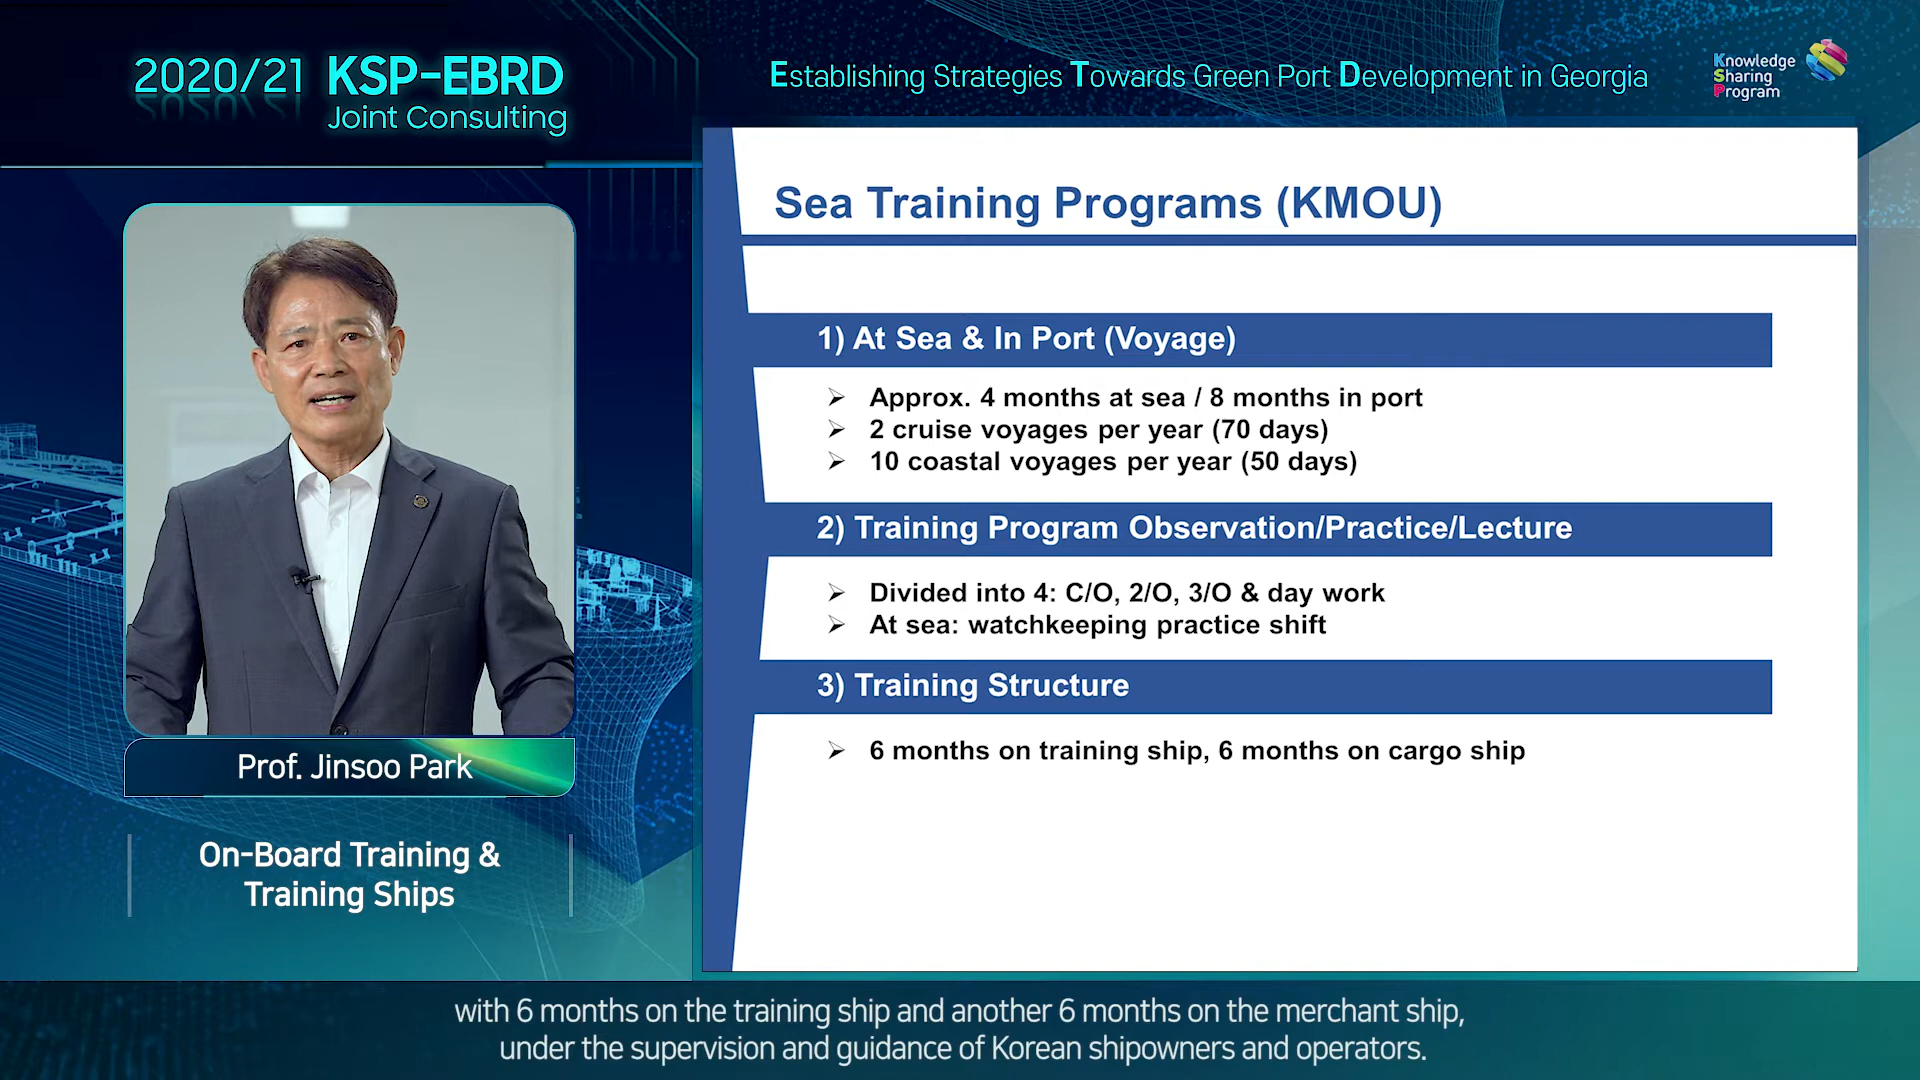 2020/21 KSP-EBRD
Joint Consulting
Establishing Strategies Towards Green Port Development in Georgia
Knowledge
Sharing
Program
Sea Training Programs (KMOU)
1) At Sea & In Port (Voyage)
➢ Approx. 4 months at sea / 8 months in port
➢ 2 cruise voyages per year (70 days)
➢ 10 coastal voyages per year (50 days)
2) Training Program Observation/Practice/Lecture
➢ Divided into 4: C/O, 2/O, 3/O & day work
➢ At sea: watchkeeping practice shift
3) Training Structure
➢ 6 months on training ship, 6 months on cargo ship
Prof. Jinsoo Park
On-Board Training &
Training Ships
with 6 months on the training ship and another 6 months on the merchant ship,
under the supervision and guidance of Korean shipowners and operators.